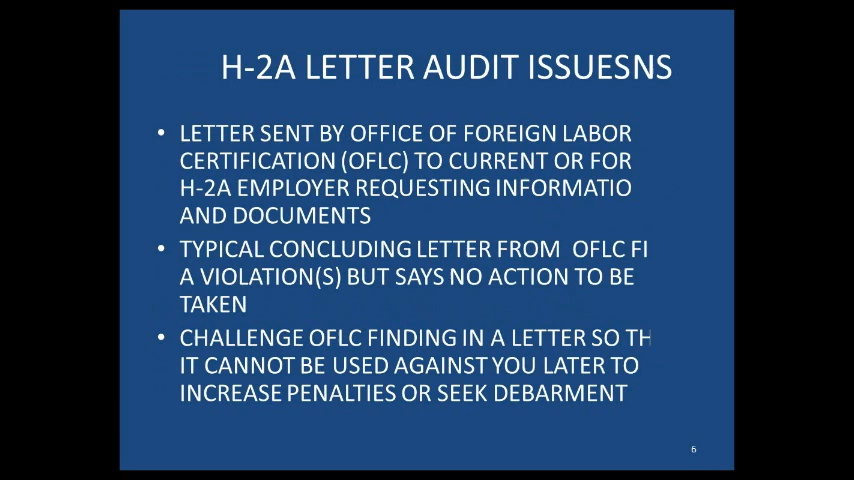 H-2A LETTER AUDIT ISSUESNS
• LETTER SENT BY OFFICE OF FOREIGN LABOR
CERTIFICATION (OFLC) TO CURRENT OR FOR
H-2A EMPLOYER REQUESTING INFORMATIO
AND DOCUMENTS
• TYPICAL CONCLUDING LETTER FROM OFLC FI
A VIOLATION(S) BUT SAYS NO ACTION TO BE
TAKEN
• CHALLENGE OFLC FINDING IN A LETTER SO TH
IT CANNOT BE USED AGAINST YOU LATER TO
INCREASE PENALTIES OR SEEK DEBARMENT
6